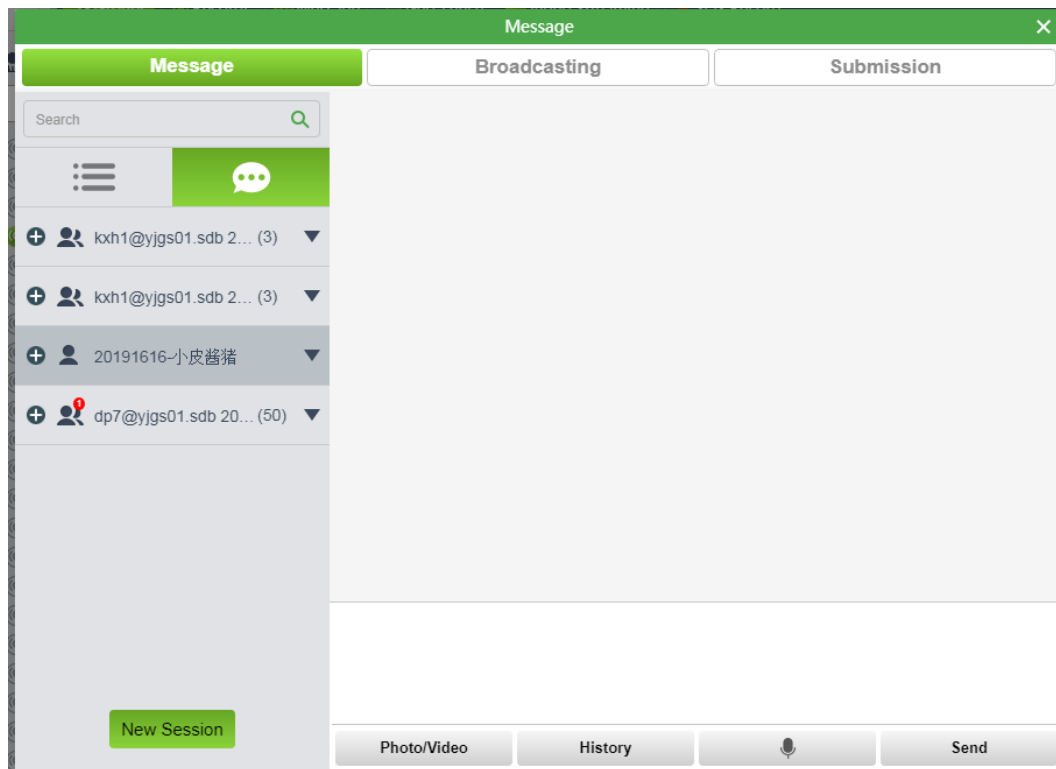 Message
Message
Broadcasting
Submission
Search
kxh1@yjgs01.sdb 2... (3)
kxh1@yjgs01.sdb 2... (3)
20191616-小皮酱猪
1
dp7@yjgs01.sdb 20... (50)
New Session
Photo/Video
History
Send